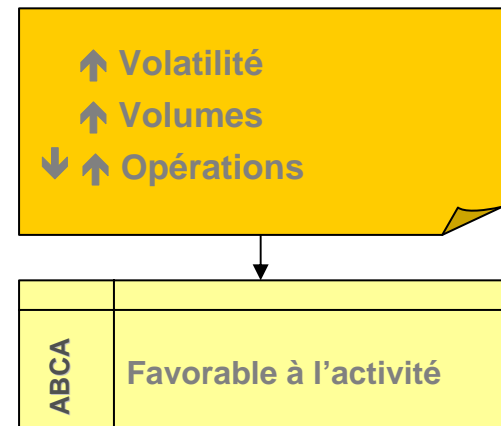 🡱 Volatilité
🡱 Volumes
🡳 🡱 Opérations
ABCA
Favorable à l’activité